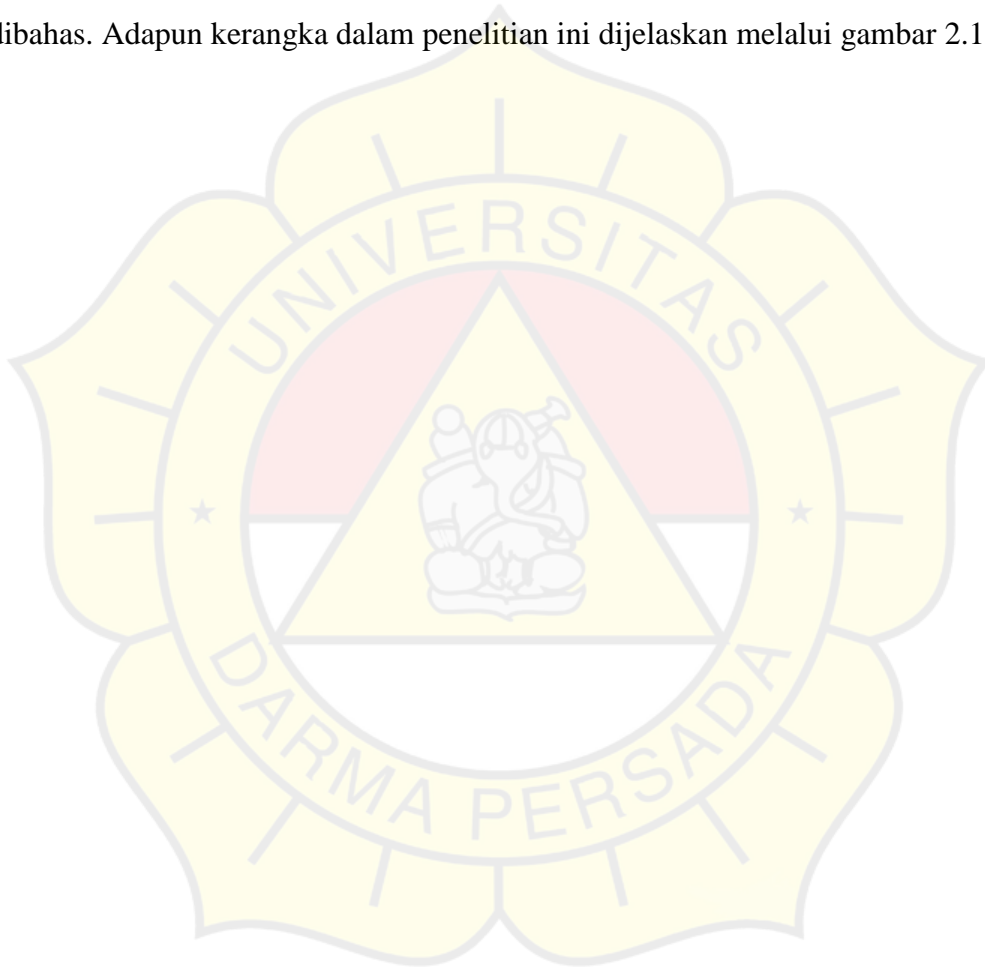 dibahas. Adapun kerangka dalam penelitian ini dijelaskan melalui gambar 2.1
UNIVERSITAS
DARMA PERSADA